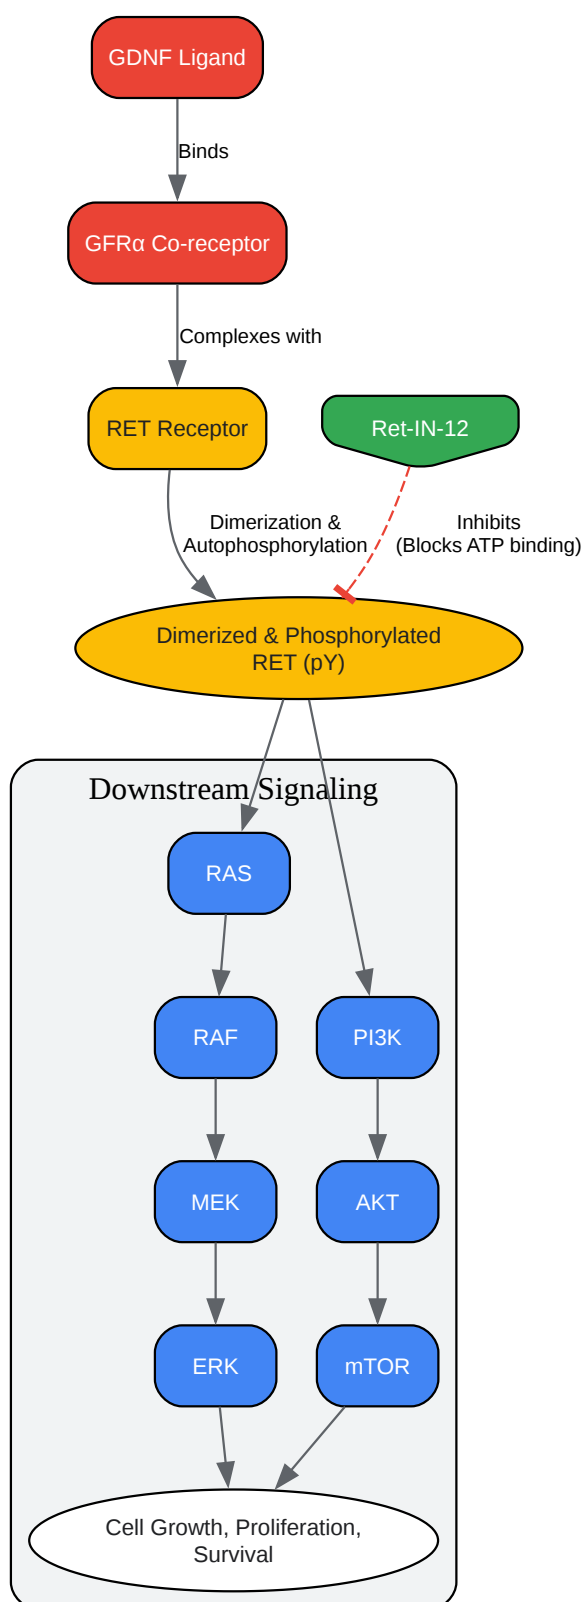 GDNF Ligand
Binds
GFRα Co-receptor
Complexes with
RET Receptor
Ret-IN-12
Dimerization &
Autophosphorylation
Inhibits
(Blocks ATP binding)
Dimerized & Phosphorylated
RET (pY)
Downstream Signaling
RAS
RAF
PI3K
MEK
AKT
ERK
mTOR
Cell Growth, Proliferation,
Survival